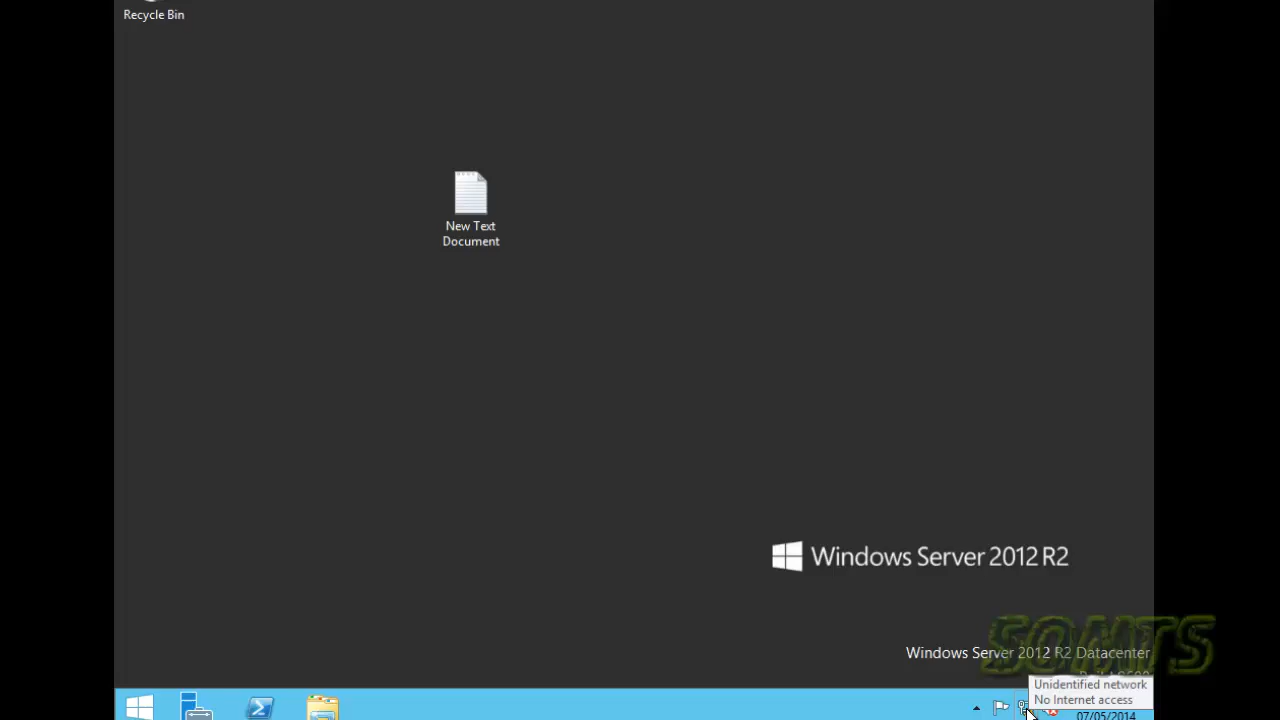 Recycle Bin
New Text
Document
Windows Server 2012 R2
SOMTS
Windows Server 2012 R2 Datacenter
Unidentified network
No Internet access
07/05/2014